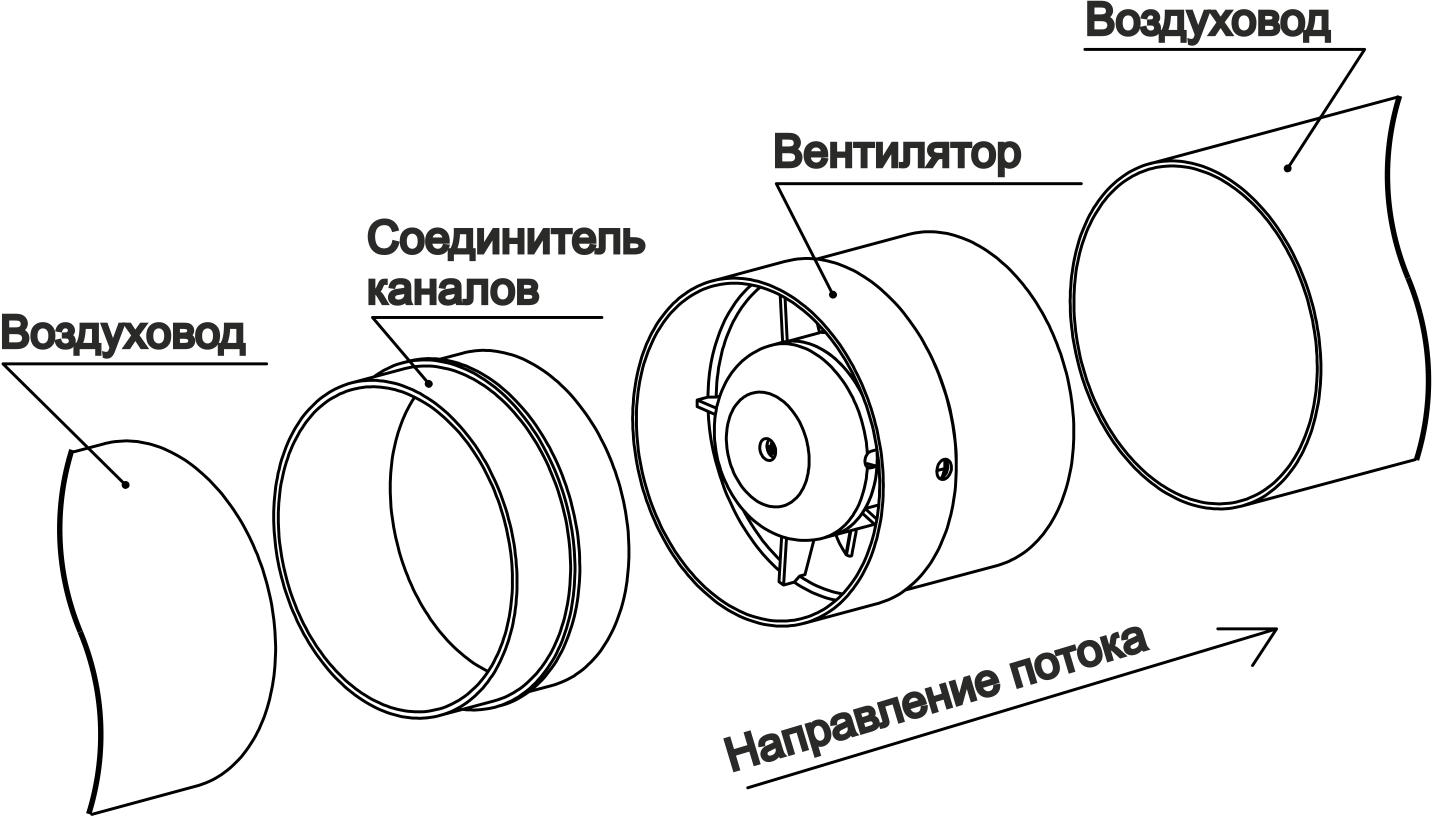 Воздуховод
Вентилятор
Соединитель
каналов
Воздуховод
Направление потока